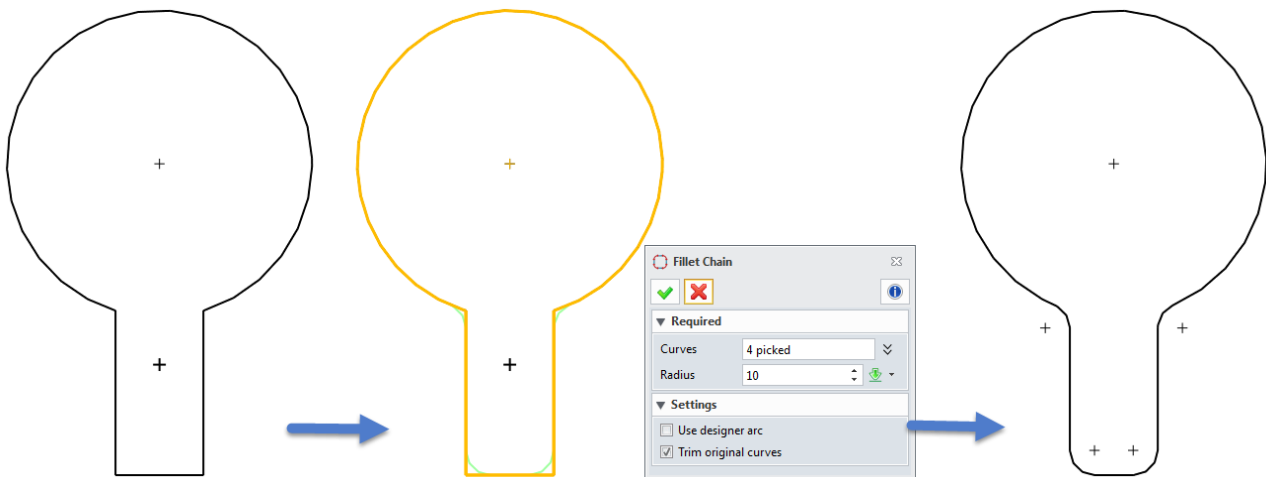 Fillet Chain
Required
Curves 4 picked
Radius 10
Settings
Use designer arc
Trim original curves